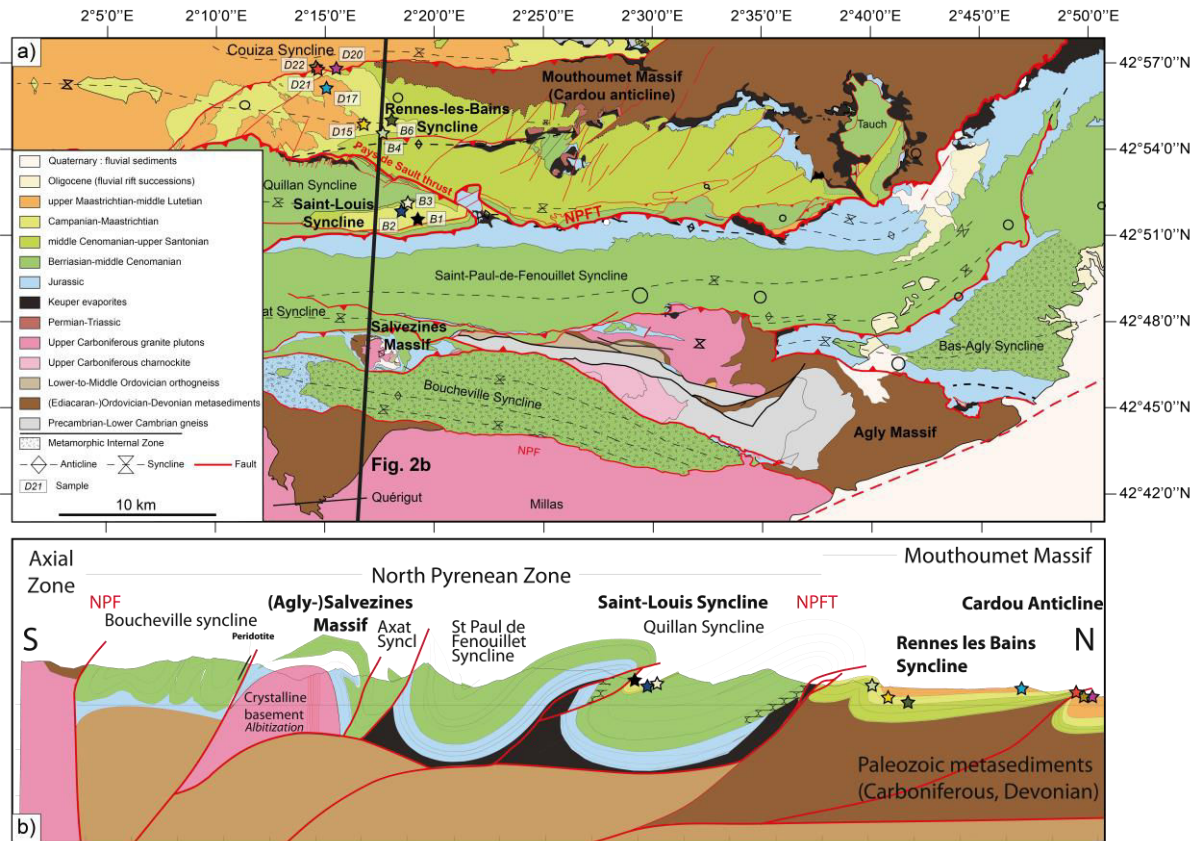 2°5'0"E 2°10'0"E 2°15'0"E 2°20'0"E 2°25'0"E 2°30'0"E 2°35'0"E 2°40'0"E 2°45'0"E 2°50'0"E
a)
Couiza Syncline
D22
D20
D21
D17
D15
B6
B4
Rennes-les-Bains
Syncline
Mouthoumet Massif
(Cardou anticline)
Tauch
42°57'0''N
42°54'0''N
42°51'0''N
42°48'0''N
42°45'0''N
42°42'0''N
Pays de Sault thrust
Quillan Syncline
Saint-Louis
Syncline
B3
B2
B1
NPFT
Saint-Paul-de-Fenouillet Syncline
at Syncline
Salvezines
Massif
?
Bas-Agly Syncline
Boucheville Syncline
Agly Massif
NPF
Fig. 2b
Quérigut
Millas
Quaternary : fluvial sediments
Oligocene (fluvial rift successions)
upper Maastrichtian-middle Lutetian
Campanian-Maastrichtian
middle Cenomanian-upper Santonian
Berriasian-middle Cenomanian
Jurassic
Keuper evaporites
Permian-Triassic
Upper Carboniferous granite plutons
Upper Carboniferous charnockite
Lower-to-Middle Ordovician orthogneiss
(Ediacaran-)Ordovician-Devonian metasediments
Precambrian-Lower Cambrian gneiss
Metamorphic Internal Zone
Anticline Syncline Fault
D21 Sample
10 km
Axial
Zone
North Pyrenean Zone
Mouthoumet Massif
NPF
Boucheville syncline
Peridotite
(Agly-)Salvezines
Massif
Axat
Syncl
St Paul de
Fenouillet
Syncline
Saint-Louis Syncline
Quillan Syncline
NPFT
Cardou Anticline
Rennes les Bains
Syncline
S
N
Crystalline
basement
Albitization
Paleozoic metasediments
(Carboniferous, Devonian)
b)